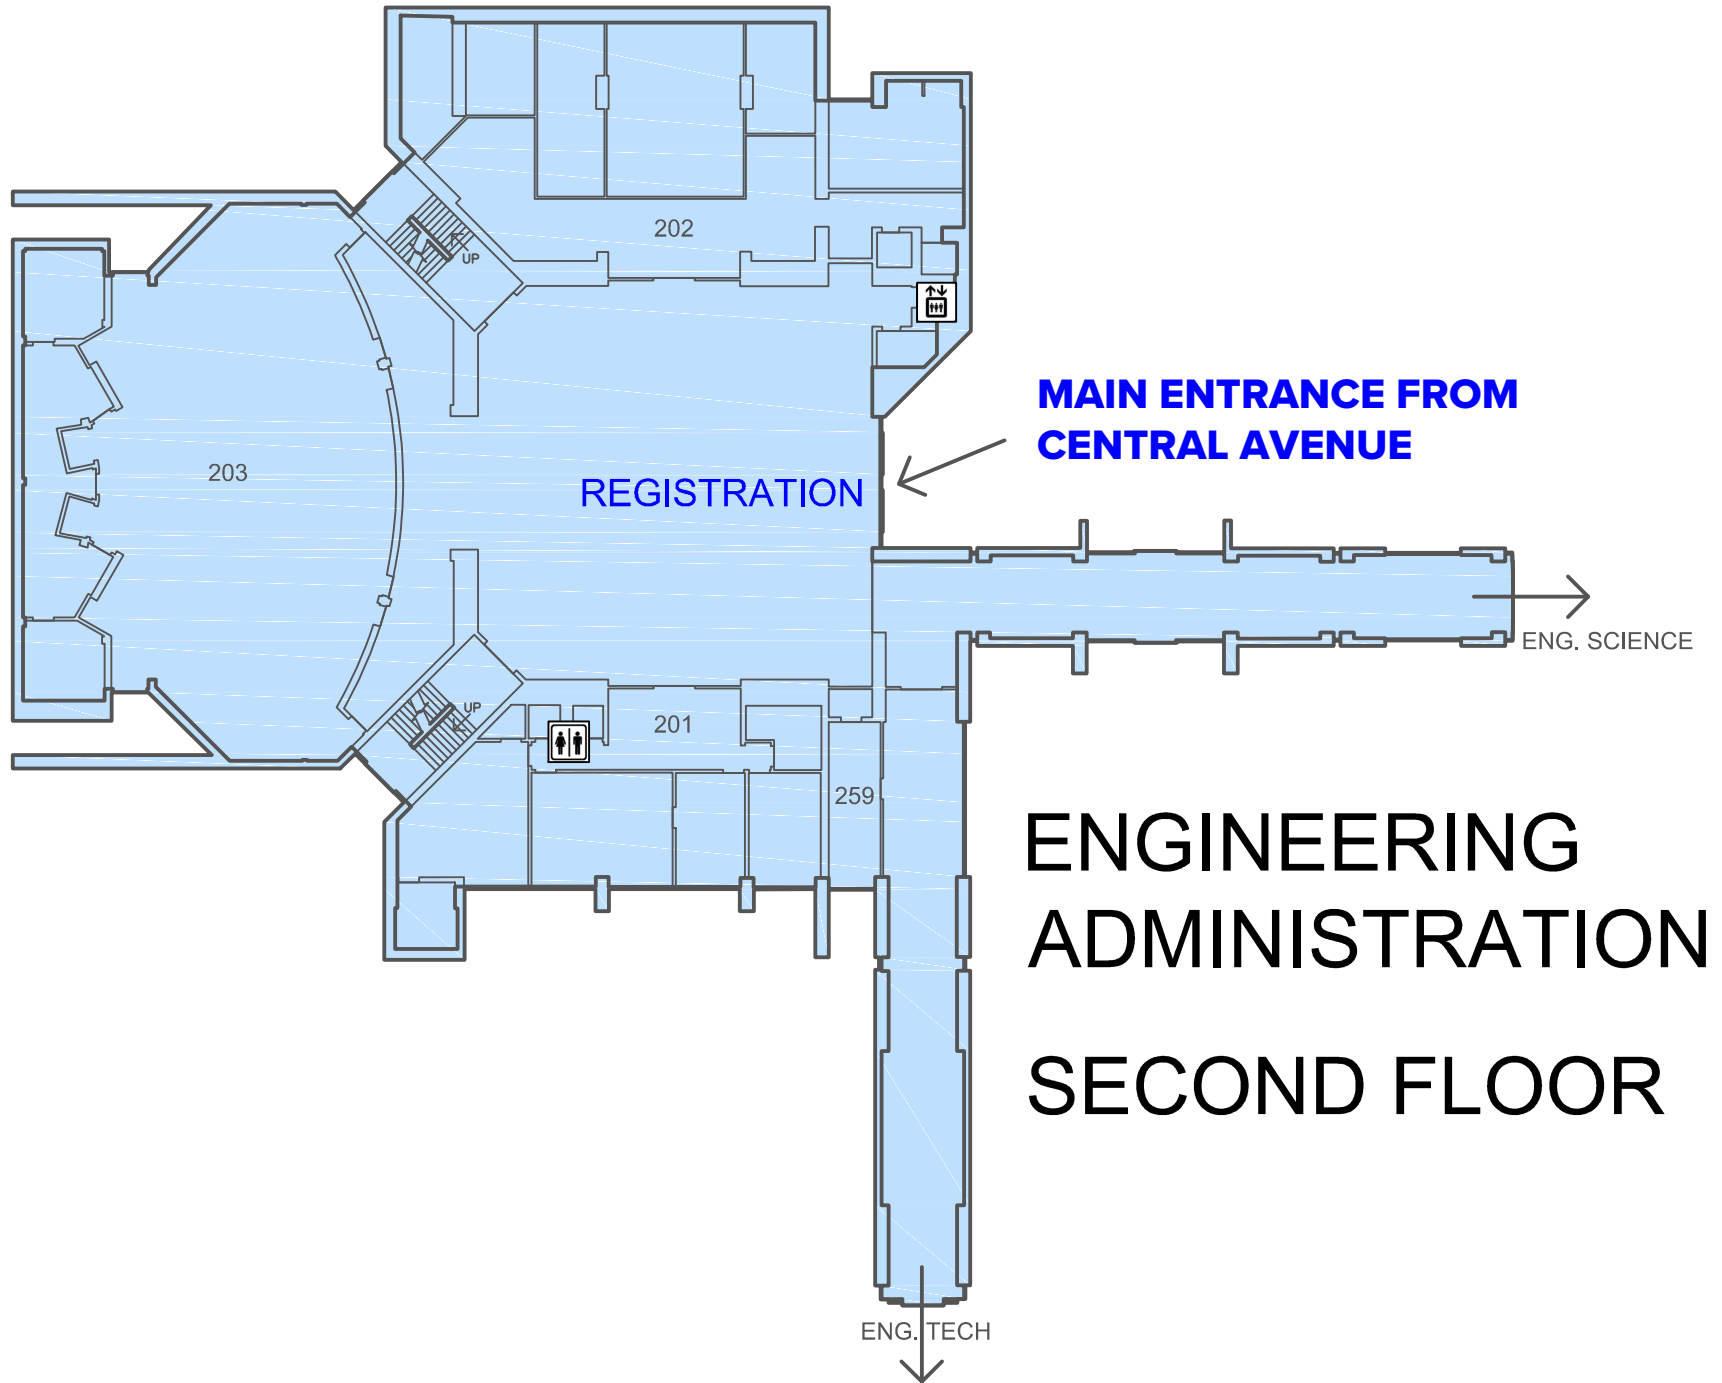 202
UP
MAIN ENTRANCE FROM
CENTRAL AVENUE
203
REGISTRATION
ENG. SCIENCE
UP
201
259
ENGINEERING
ADMINISTRATION
SECOND FLOOR
ENG. TECH